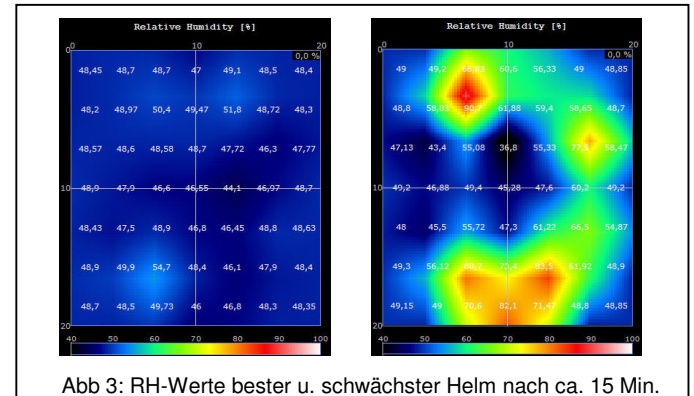 Relative Humidity [%]
0 10 20
0,0 %
48,45 48,7 48,7 47 49,1 48,5 48,4
48,2 48,97 50,4 49,47 51,8 48,72 48,3
48,57 48,6 48,58 48,7 47,72 46,3 47,77
10 48,9 47,9 46,6 46,55 44,1 46,97 48,7
48,43 47,5 48,9 46,8 46,45 48,8 48,63
48,9 49,9 54,7 48,4 46,1 47,9 48,4
48,7 48,5 49,73 46 46,8 48,3 48,35
20
40 50 60 70 80 90 100
Relative Humidity [%]
0 10 20
0,0 %
49 49,2 60,6 56,33 49 48,85
48,8 58,03 90,7 61,88 59,4 58,65 48,7
47,13 43,4 55,08 36,8 55,33 77,5 58,47
10 49,2 46,88 49,4 45,28 47,6 60,2 49,2
48 45,5 55,72 47,3 61,22 66,5 54,87
49,3 56,12 73,4 83,5 61,92 48,9
49,15 49 70,6 82,1 71,47 48,8 48,85
20
40 50 60 70 80 90 100
Abb 3: RH-Werte bester u. schwächster Helm nach ca. 15 Min.